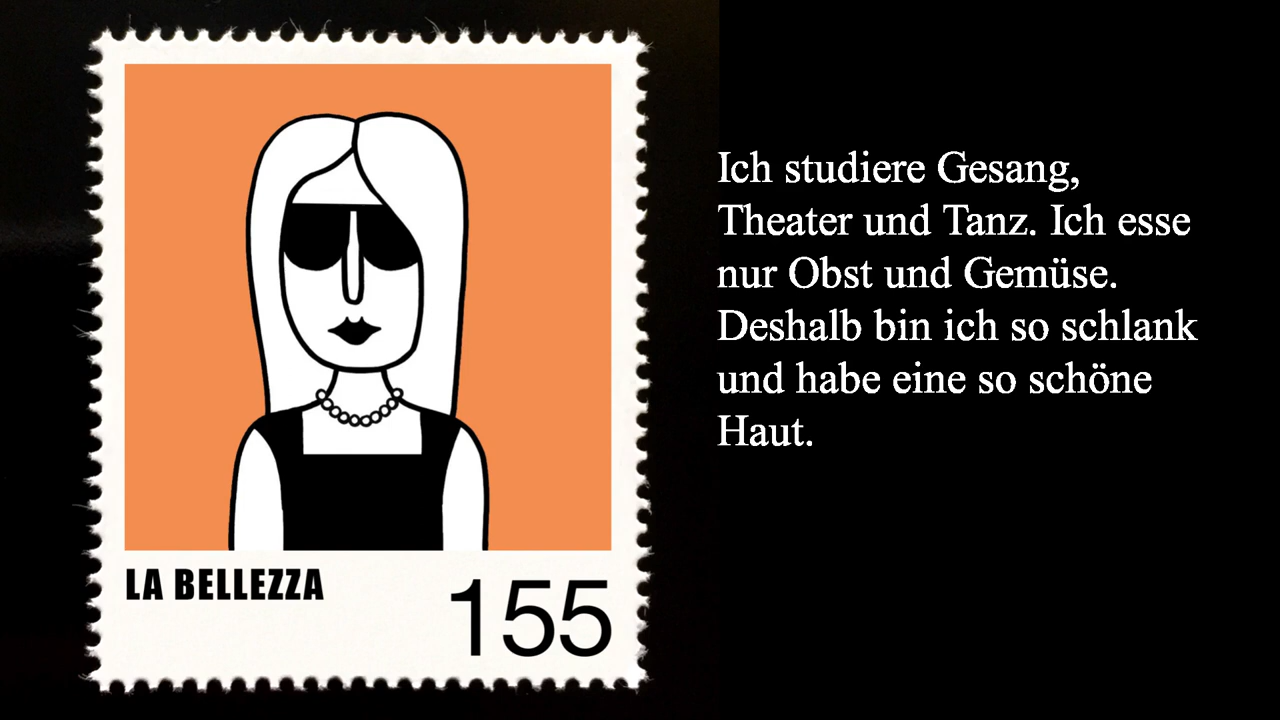 Ich studiere Gesang,
Theater und Tanz. Ich esse
nur Obst und Gemüse.
Deshalb bin ich so schlank
und habe eine so schöne
Haut.
LA BELLEZZA
155